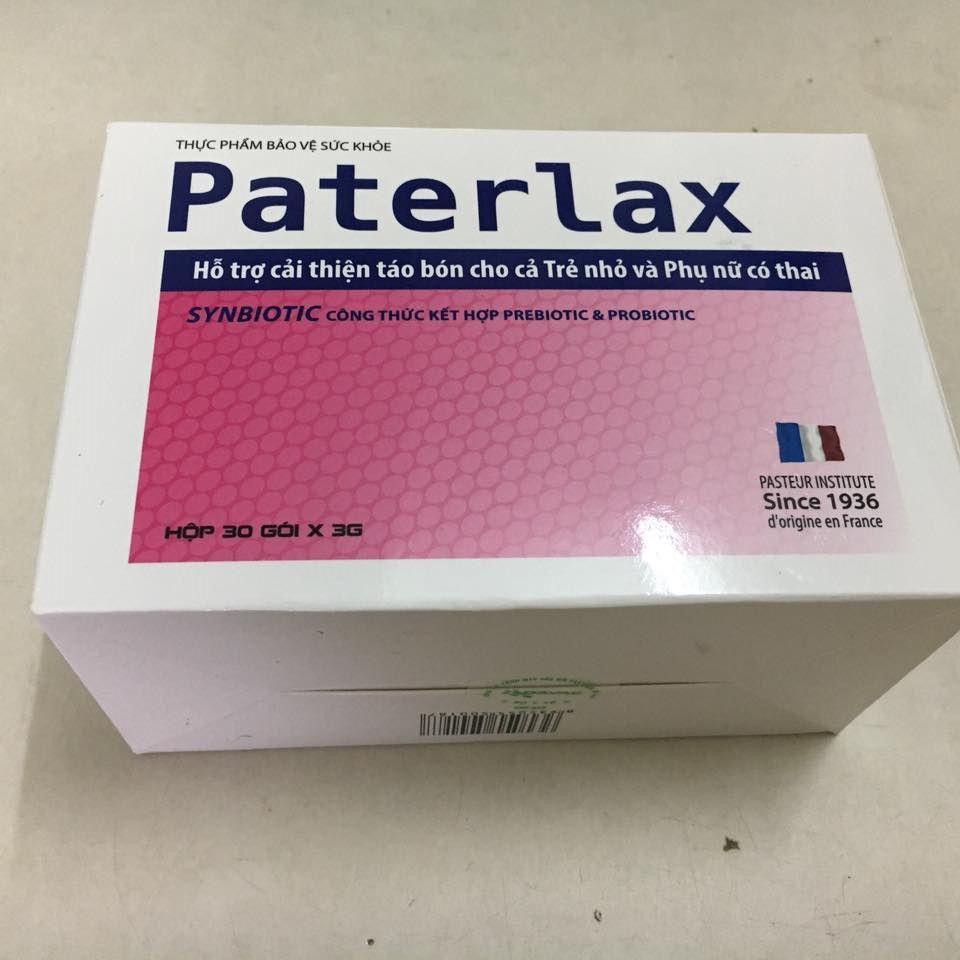 THỰC PHẨM BẢO VỆ SỨC KHỎE
Paterlax
Hỗ trợ cải thiện táo bón cho cả Trẻ nhỏ và Phụ nữ có thai
SYNBIOTIC CÔNG THỨC KẾT HỢP PREBIOTIC & PROBIOTIC
PASTEUR INSTITUTE
Since 1936
d'origine en France
HỘP 30 GÓI X 3G